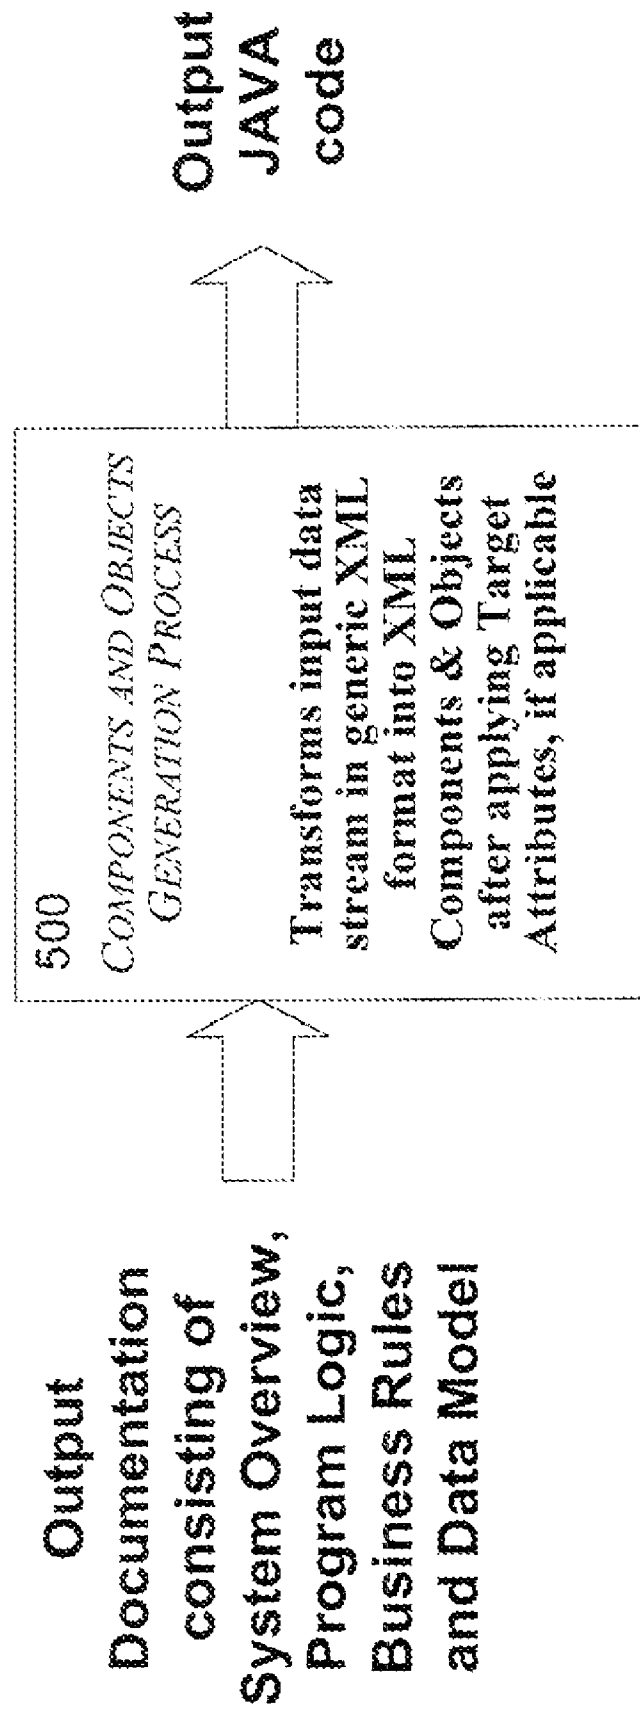 Output
Documentation
consisting of
System Overview,
Program Logic,
Business Rules
and Data Model
500
COMPONENTS AND OBJECTS
GENERATION PROCESS
Transforms input data
stream in generic XML
format into XML
Components & Objects
after applying Target
Attributes, if applicable
Output
JAVA
code